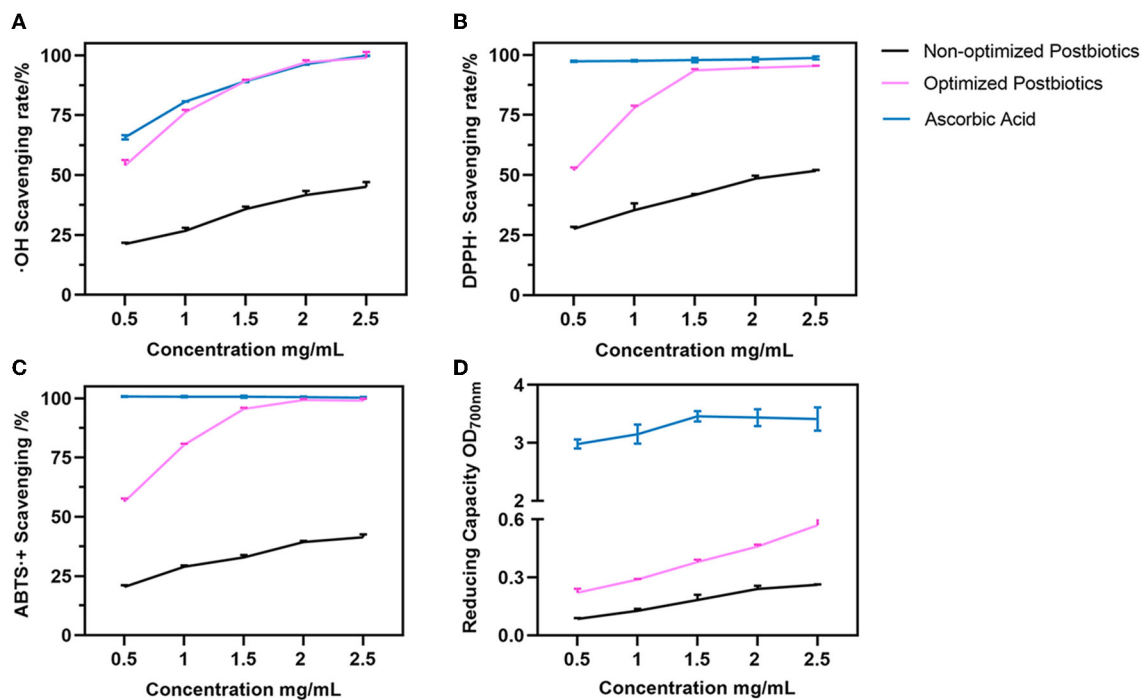 A
·OH Scavenging rate/%
100
75
50
25
0
0.5 1 1.5 2 2.5
Concentration mg/mL
B
DPPH· Scavenging rate/%
100
75
50
25
0
0.5 1 1.5 2 2.5
Concentration mg/mL
Non-optimized Postbiotics
Optimized Postbiotics
Ascorbic Acid
C
ABTS·+ Scavenging /%
100
75
50
25
0
0.5 1 1.5 2 2.5
Concentration mg/mL
D
Reducing Capacity OD700nm
4
3
2
0.6
0.3
0.0
0.5 1 1.5 2 2.5
Concentration mg/mL